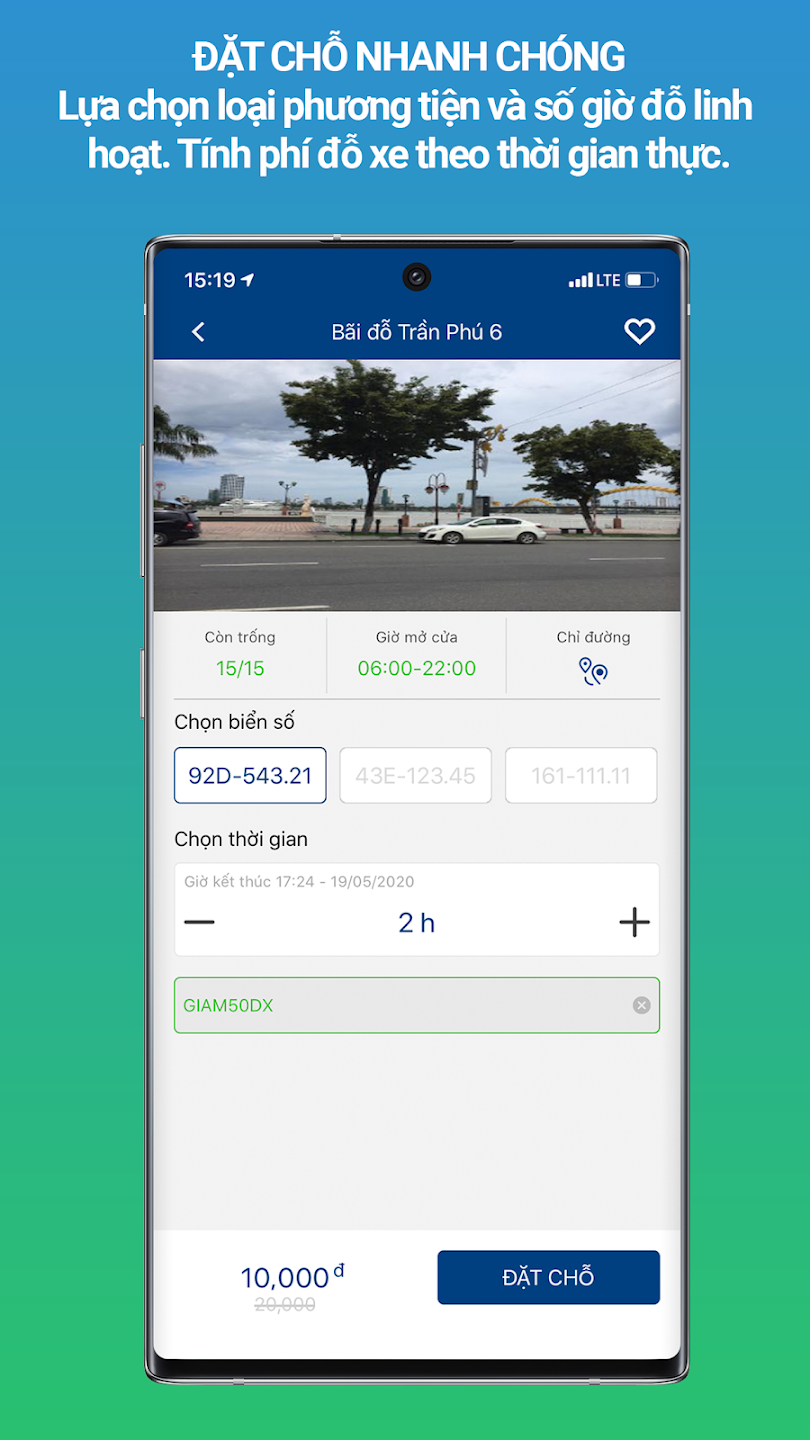 ĐẶT CHỖ NHANH CHÓNG
Lựa chọn loại phương tiện và số giờ đỗ linh
hoạt. Tính phí đỗ xe theo thời gian thực.
15:19 LTE
Bãi đỗ Trần Phú 6
Còn trống Giờ mở cửa Chỉ đường
15/15 06:00-22:00
Chọn biển số
92D-543.21 43E-123.45 161-111.11
Chọn thời gian
Giờ kết thúc 17:24 - 19/05/2020
2 h
GIAM50DX
10,000đ ĐẶT CHỖ
20,000